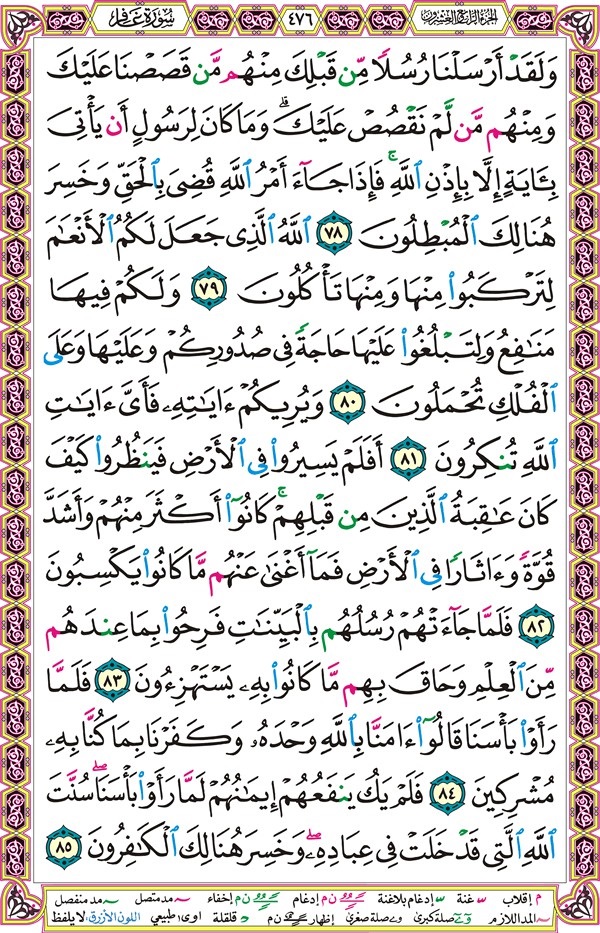 الجزء الرابع والعشرون ٤٧٦ سُورَةُ غَافِرٍ
وَلَقَدْ أَرْسَلْنَا رُسُلًا مِّن قَبْلِكَ مِنْهُم مَّن قَصَصْنَا عَلَيْكَ
وَمِنْهُم مَّن لَّمْ نَقْصُصْ عَلَيْكَ ۗ وَمَا كَانَ لِرَسُولٍ أَن يَأْتِىَ
بِـَٔايَةٍ إِلَّا بِإِذْنِ ٱللَّهِ ۚ فَإِذَا جَآءَ أَمْرُ ٱللَّهِ قُضِىَ بِٱلْحَقِّ وَخَسِرَ
هُنَالِكَ ٱلْمُبْطِلُونَ ٧٨ ٱللَّهُ ٱلَّذِى جَعَلَ لَكُمُ ٱلْأَنْعَٰمَ
لِتَرْكَبُوا۟ مِنْهَا وَمِنْهَا تَأْكُلُونَ ٧٩ وَلَكُمْ فِيهَا
مَنَٰفِعُ وَلِتَبْلُغُوا۟ عَلَيْهَا حَاجَةً فِى صُدُورِكُمْ وَعَلَيْهَا وَعَلَى
ٱلْفُلْكِ تُحْمَلُونَ ٨٠ وَيُرِيكُمْ ءَايَٰتِهِۦ فَأَىَّ ءَايَٰتِ
ٱللَّهِ تُنكِرُونَ ٨١ أَفَلَمْ يَسِيرُوا۟ فِى ٱلْأَرْضِ فَيَنظُرُوا۟ كَيْفَ
كَانَ عَٰقِبَةُ ٱلَّذِينَ مِن قَبْلِهِمْ ۚ كَانُوٓا۟ أَكْثَرَ مِنْهُمْ وَأَشَدَّ
قُوَّةً وَءَاثَارًا فِى ٱلْأَرْضِ فَمَآ أَغْنَىٰ عَنْهُم مَّا كَانُوا۟ يَكْسِبُونَ
٨٢ فَلَمَّا جَآءَتْهُمْ رُسُلُهُم بِٱلْبَيِّنَٰتِ فَرِحُوا۟ بِمَا عِندَهُم
مِّنَ ٱلْعِلْمِ وَحَاقَ بِهِم مَّا كَانُوا۟ بِهِۦ يَسْتَهْزِءُونَ ٨٣ فَلَمَّا
رَأَوْا۟ بَأْسَنَا قَالُوٓا۟ ءَامَنَّا بِٱللَّهِ وَحْدَهُۥ وَكَفَرْنَا بِمَا كُنَّا بِهِۦ
مُشْرِكِينَ ٨٤ فَلَمْ يَكُ يَنفَعُهُمْ إِيمَٰنُهُمْ لَمَّا رَأَوْا۟ بَأْسَنَا ۖ سُنَّتَ
ٱللَّهِ ٱلَّتِى قَدْ خَلَتْ فِى عِبَادِهِۦ ۖ وَخَسِرَ هُنَالِكَ ٱلْكَٰفِرُونَ ٨٥
م إقلاب غنة إدغام بلاغنة ن م إدغام ن م إخفاء مد متصل مد منفصل
المد اللازم صلة كبرى صلة صغرى إظهار ن م قلقلة اوى: طبيعي اللون الأزرق: لا يلفظ